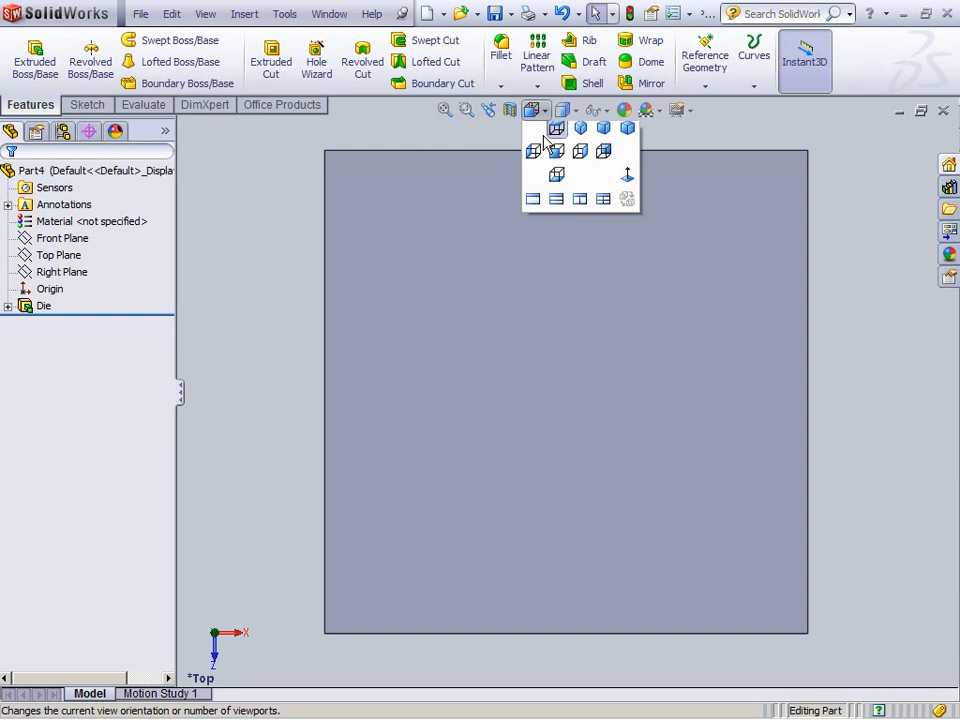 SW SolidWorks File Edit View Insert Tools Window Help ... Search SolidWork ?
Extruded Boss/Base
Revolved Boss/Base
Swept Boss/Base
Lofted Boss/Base
Boundary Boss/Base
Extruded Cut
Hole Wizard
Revolved Cut
Swept Cut
Lofted Cut
Boundary Cut
Fillet
Linear Pattern
Rib
Draft
Shell
Wrap
Dome
Mirror
Reference Geometry
Curves
Instant3D
Features Sketch Evaluate DimXpert Office Products
Part4 (Default<<Default>_Displa
Sensors
Annotations
Material <not specified>
Front Plane
Top Plane
Right Plane
Origin
Die
X
Z
*Top
Model Motion Study 1
Changes the current view orientation or number of viewports. Editing Part ?